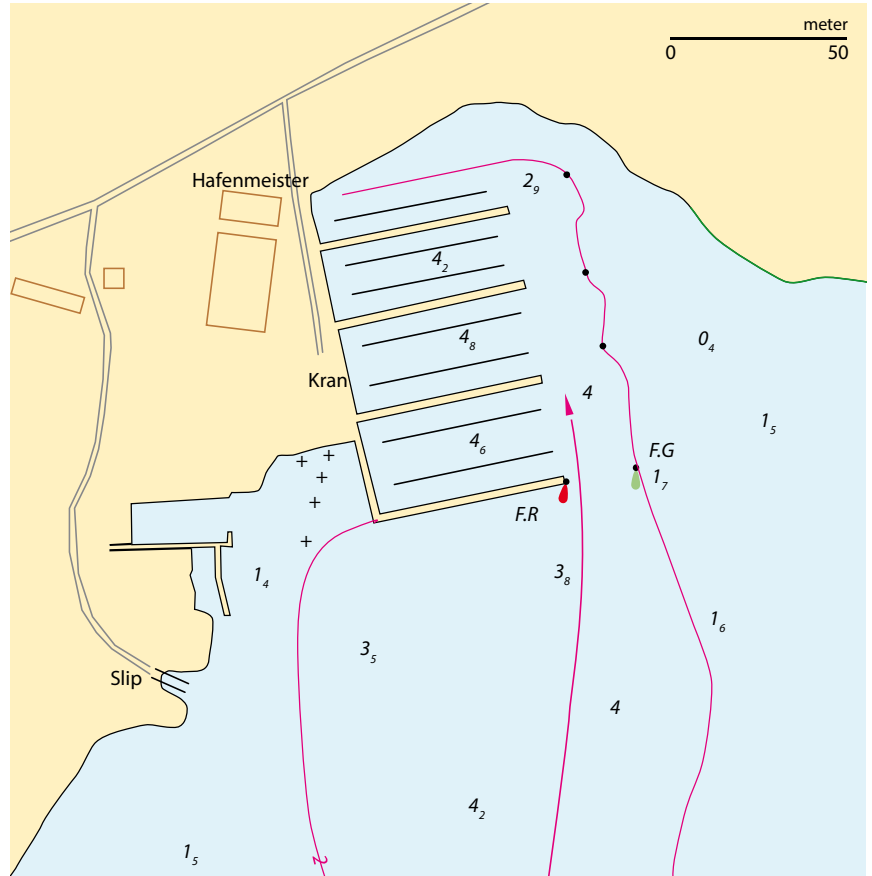 meter
0 50
Hafenmeister
2₉
4₂
0₄
4₈
Kran
4
1₅
4₆
F.G
1₇
F.R
1₄
3₈
1₆
3₅
Slip
4
4₂
1₅
2